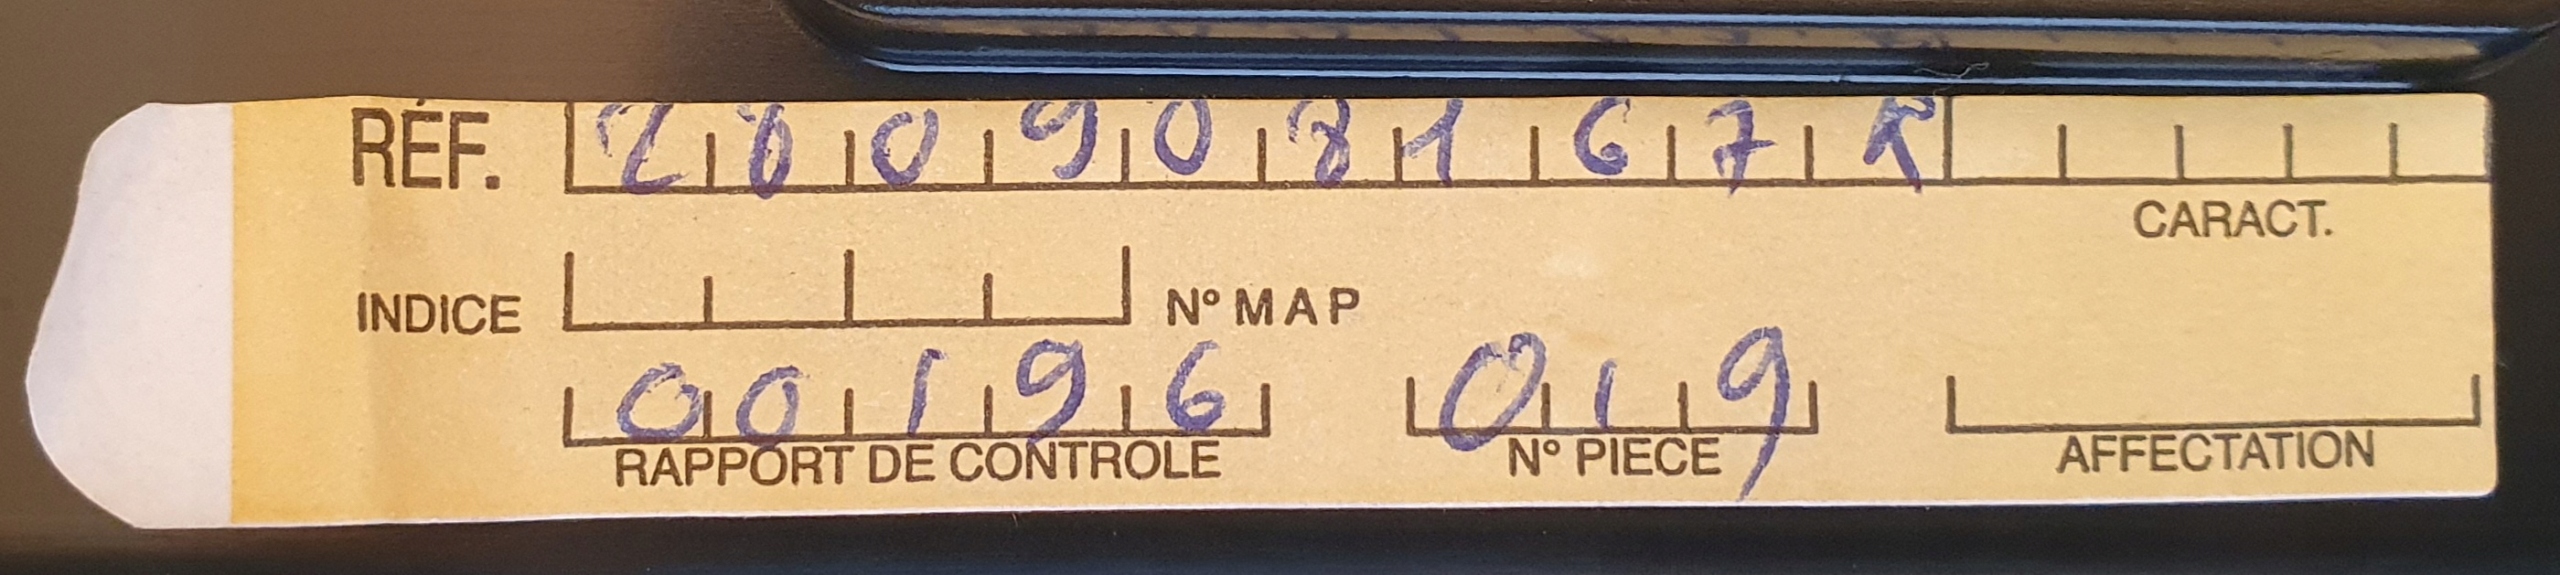 RÉF. 280908167R
CARACT.
INDICE N° MAP
00196 019
RAPPORT DE CONTROLE N° PIECE AFFECTATION